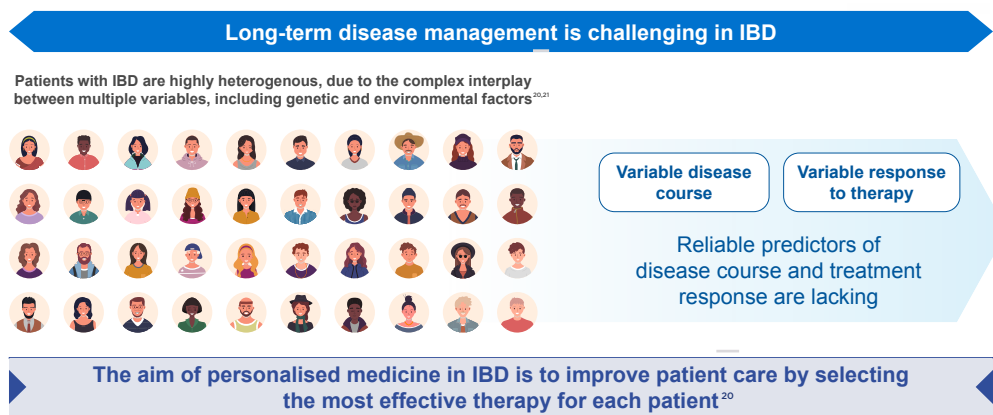 Long-term disease management is challenging in IBD
Patients with IBD are highly heterogenous, due to the complex interplay
between multiple variables, including genetic and environmental factors20,21
Variable disease
course
Variable response
to therapy
Reliable predictors of
disease course and treatment
response are lacking
The aim of personalised medicine in IBD is to improve patient care by selecting
the most effective therapy for each patient 20